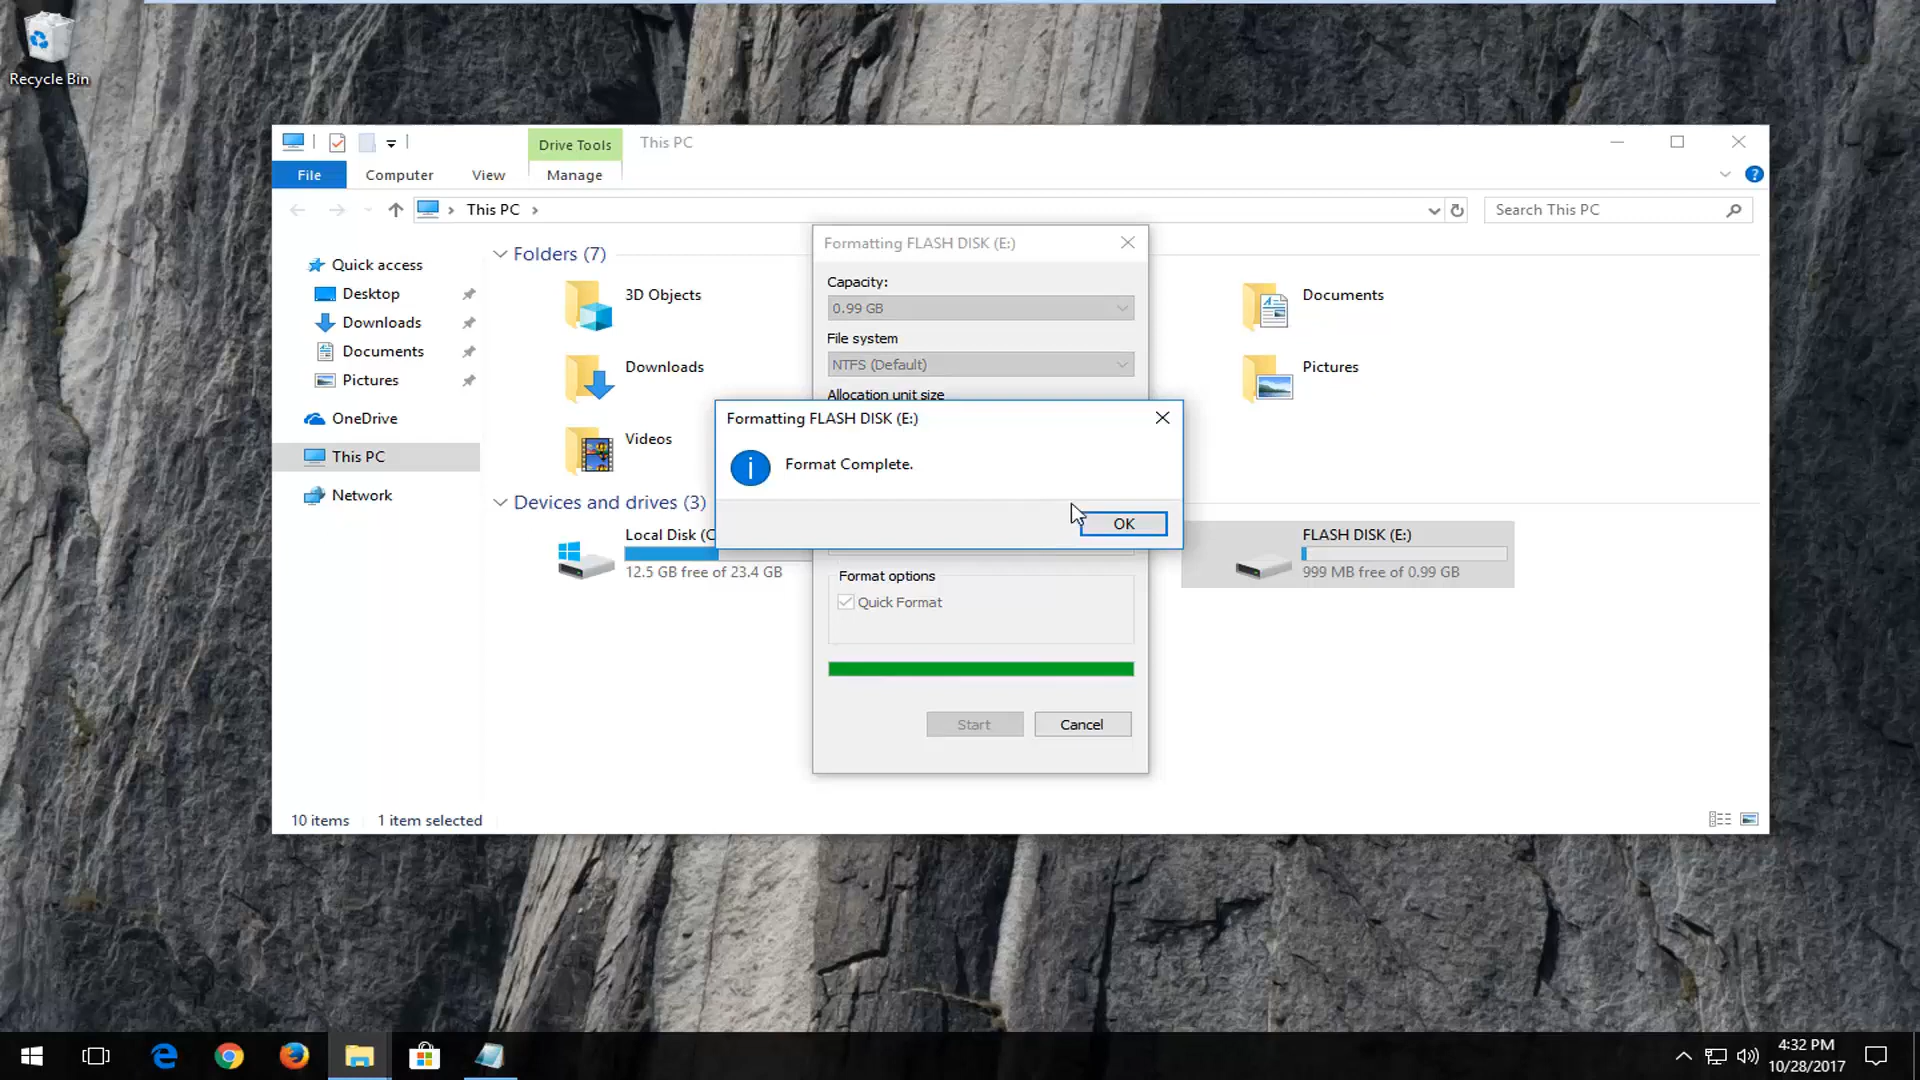 Recycle Bin
Drive Tools
This PC
File
Computer
View
Manage
This PC
Search This PC
Quick access
Desktop
Downloads
Documents
Pictures
OneDrive
This PC
Network
Folders (7)
3D Objects
Downloads
Videos
Documents
Pictures
Devices and drives (3)
Local Disk (C
12.5 GB free of 23.4 GB
FLASH DISK (E:)
999 MB free of 0.99 GB
Formatting FLASH DISK (E:)
Capacity:
0.99 GB
File system
NTFS (Default)
Allocation unit size
Formatting FLASH DISK (E:)
Format Complete.
OK
Format options
Quick Format
Start
Cancel
10 items
1 item selected
4:32 PM
10/28/2017